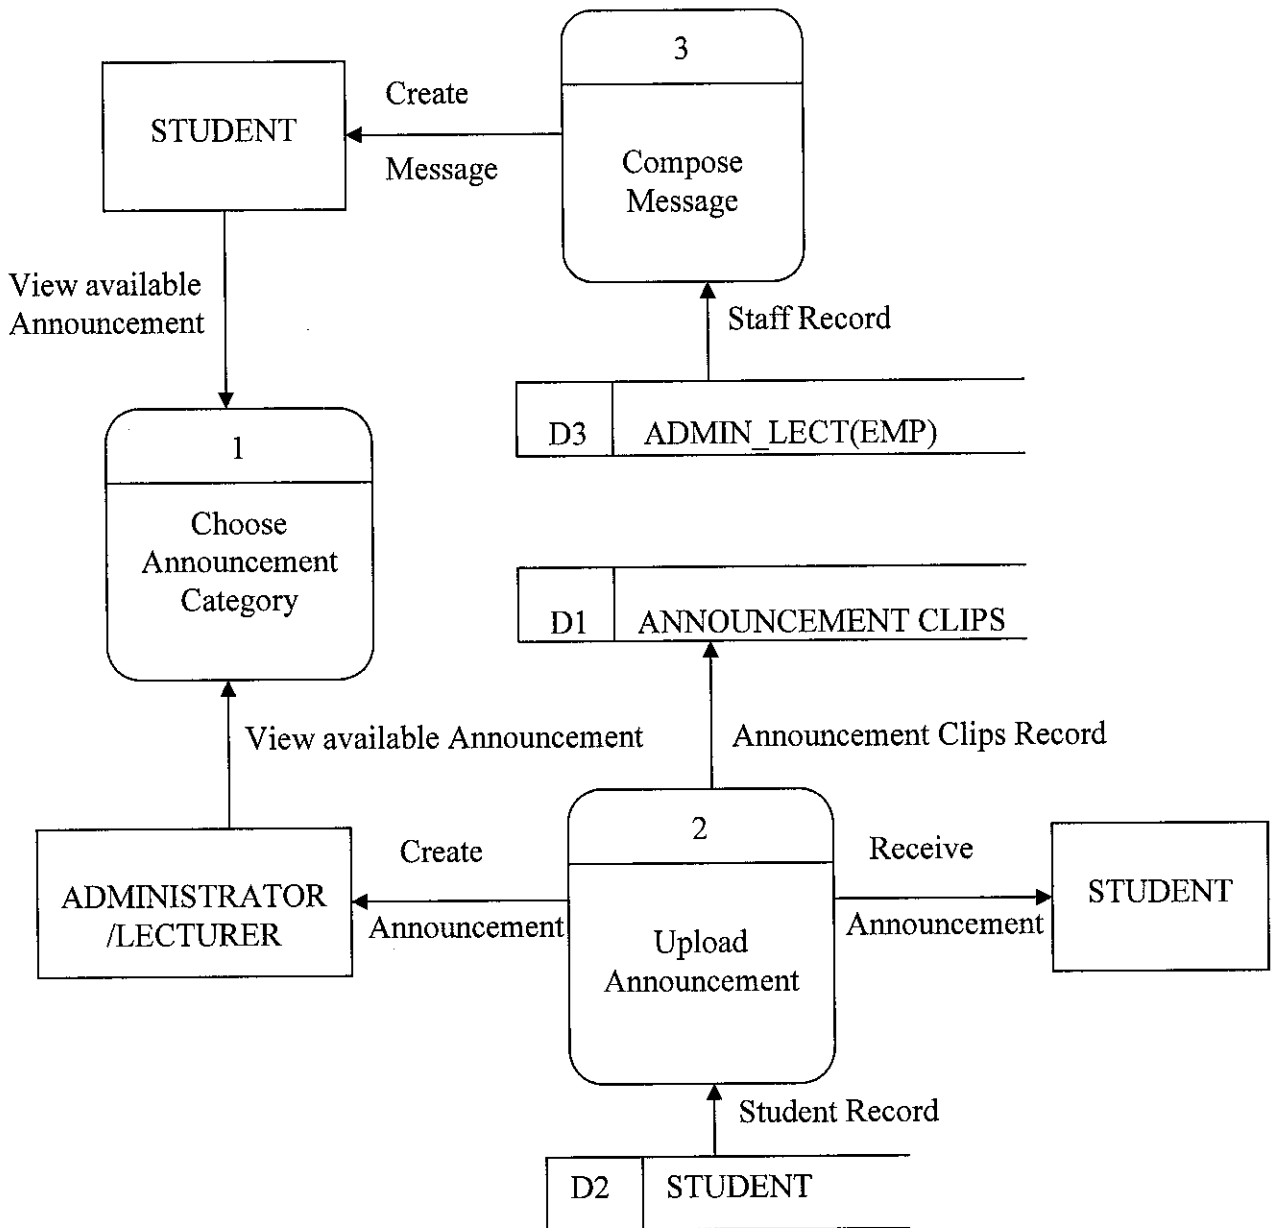 3
STUDENT
Create
Message
Compose
Message
View available
Announcement
Staff Record
D3 ADMIN_LECT(EMP)
1
Choose
Announcement
Category
D1 ANNOUNCEMENT CLIPS
View available Announcement
Announcement Clips Record
2
ADMINISTRATOR
/LECTURER
Create
Announcement
Upload
Announcement
Receive
Announcement
STUDENT
Student Record
D2 STUDENT